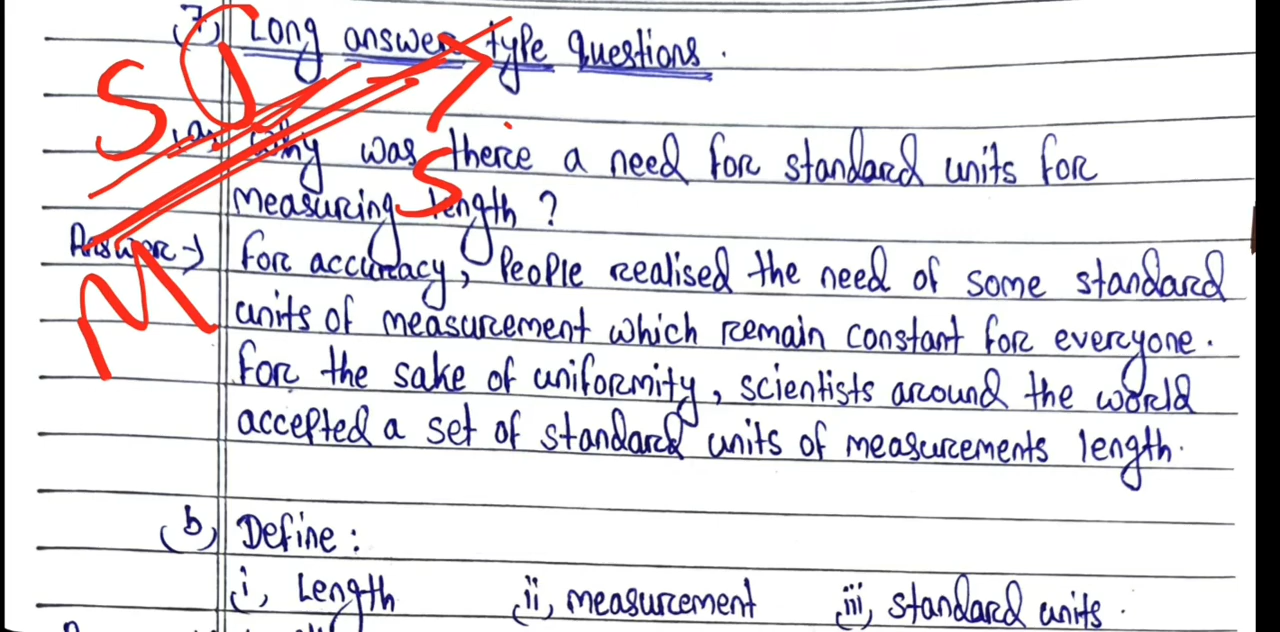 (7) Long answer type questions.
(a) Why was there a need for standard units for
measuring length?
Answer→ For accuracy, People realised the need of some standard
units of measurement which remain constant for everyone.
For the sake of uniformity, scientists around the world
accepted a set of standard units of measurements length.
(b) Define:
i, Length ii, measurement iii, standard units.